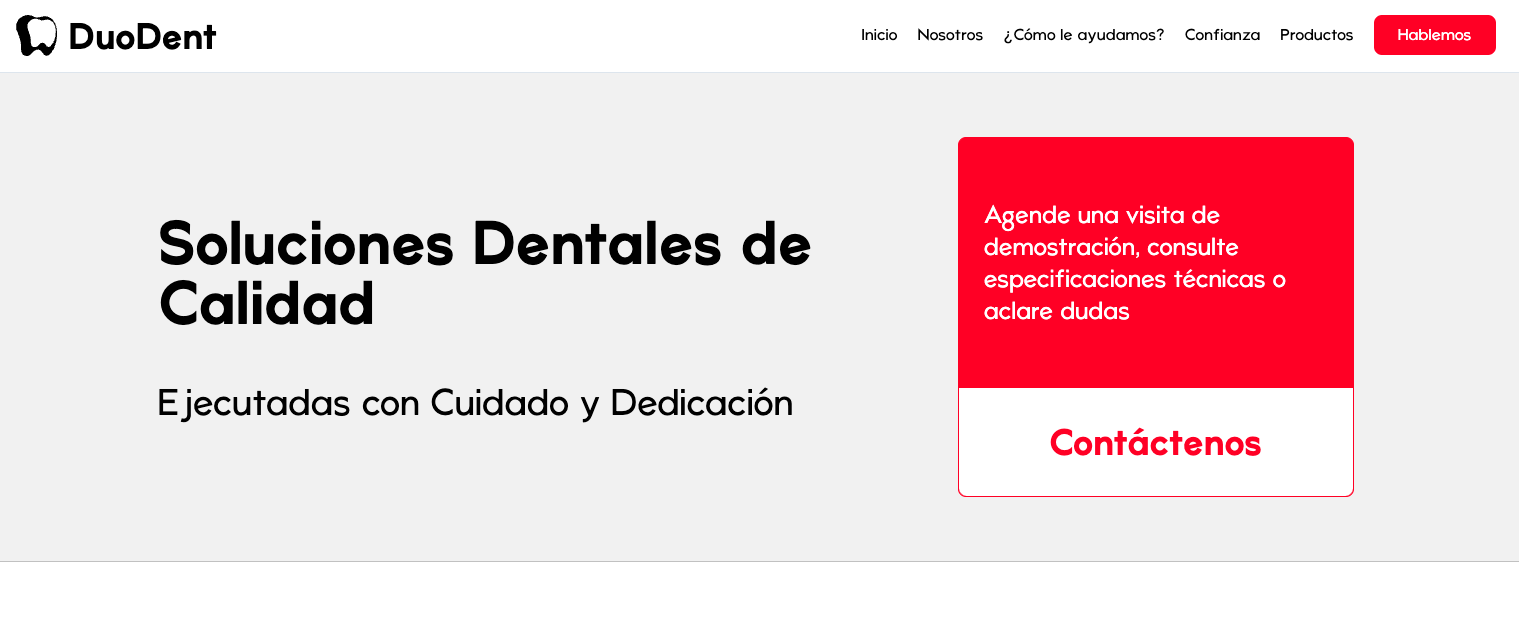 DuoDent
Inicio
Nosotros
¿Cómo le ayudamos?
Confianza
Productos
Hablemos
Soluciones Dentales de
Calidad
Ejecutadas con Cuidado y Dedicación
Agende una visita de
demostración, consulte
especificaciones técnicas o
aclare dudas
Contáctenos